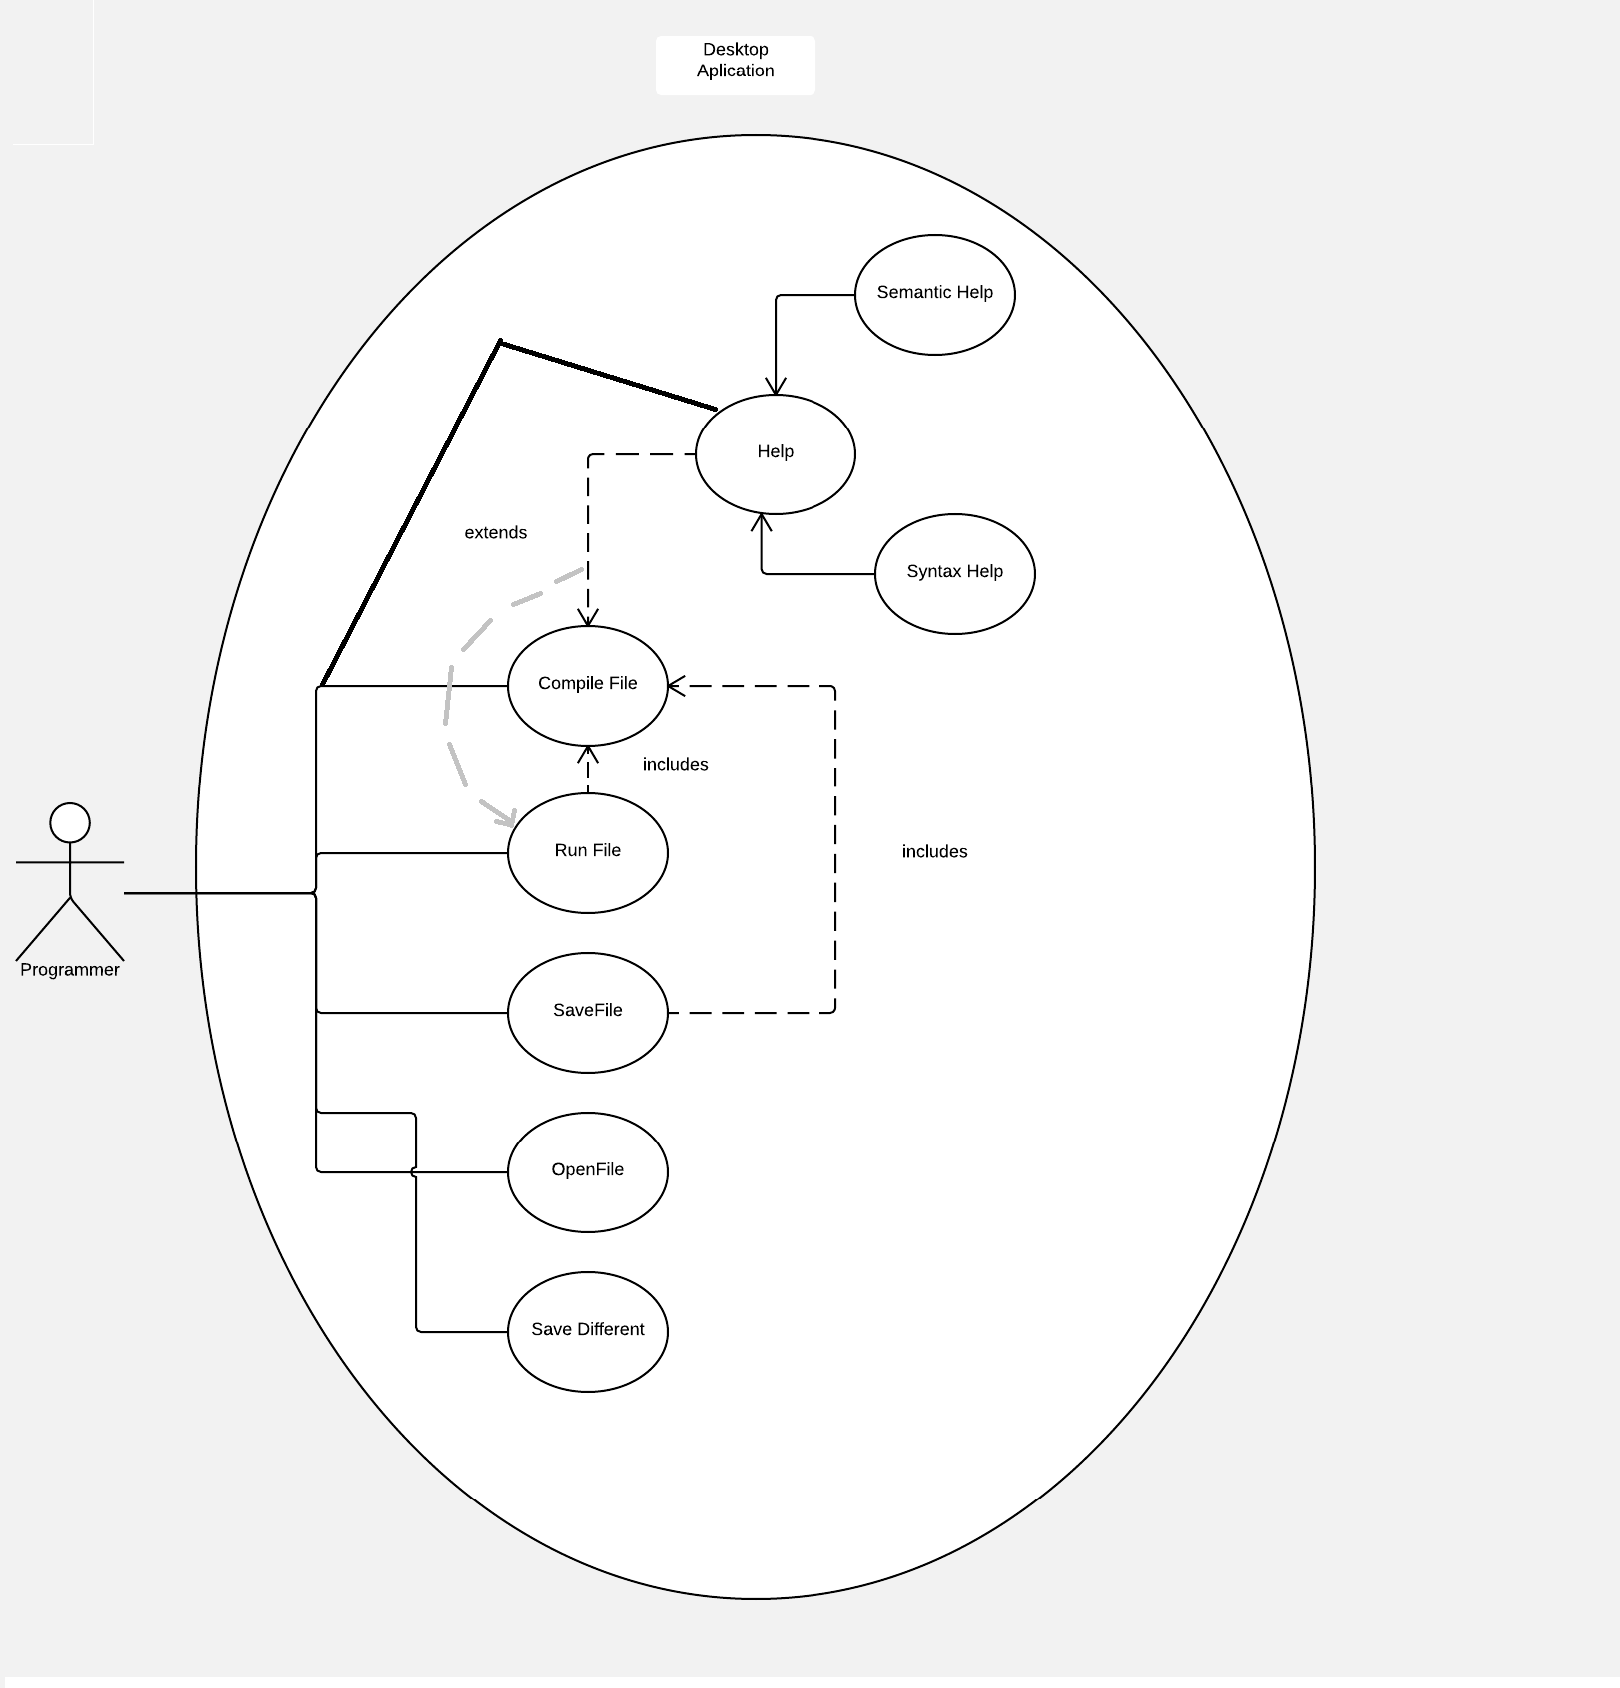 Desktop
Aplication
Semantic Help
Help
extends
Syntax Help
Compile File
includes
Run File
includes
Programmer
SaveFile
OpenFile
Save Different